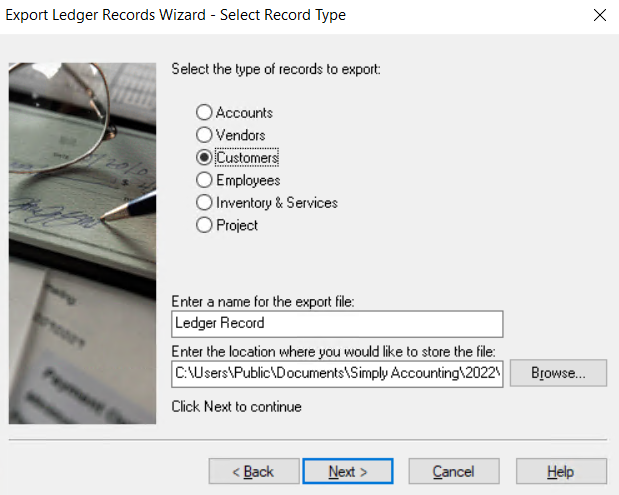 Export Ledger Records Wizard - Select Record Type
Select the type of records to export:
Accounts
Vendors
Customers
Employees
Inventory & Services
Project
Enter a name for the export file:
Ledger Record
Enter the location where you would like to store the file:
C:\Users\Public\Documents\Simply Accounting\2022\
Browse...
Click Next to continue
< Back
Next >
Cancel
Help